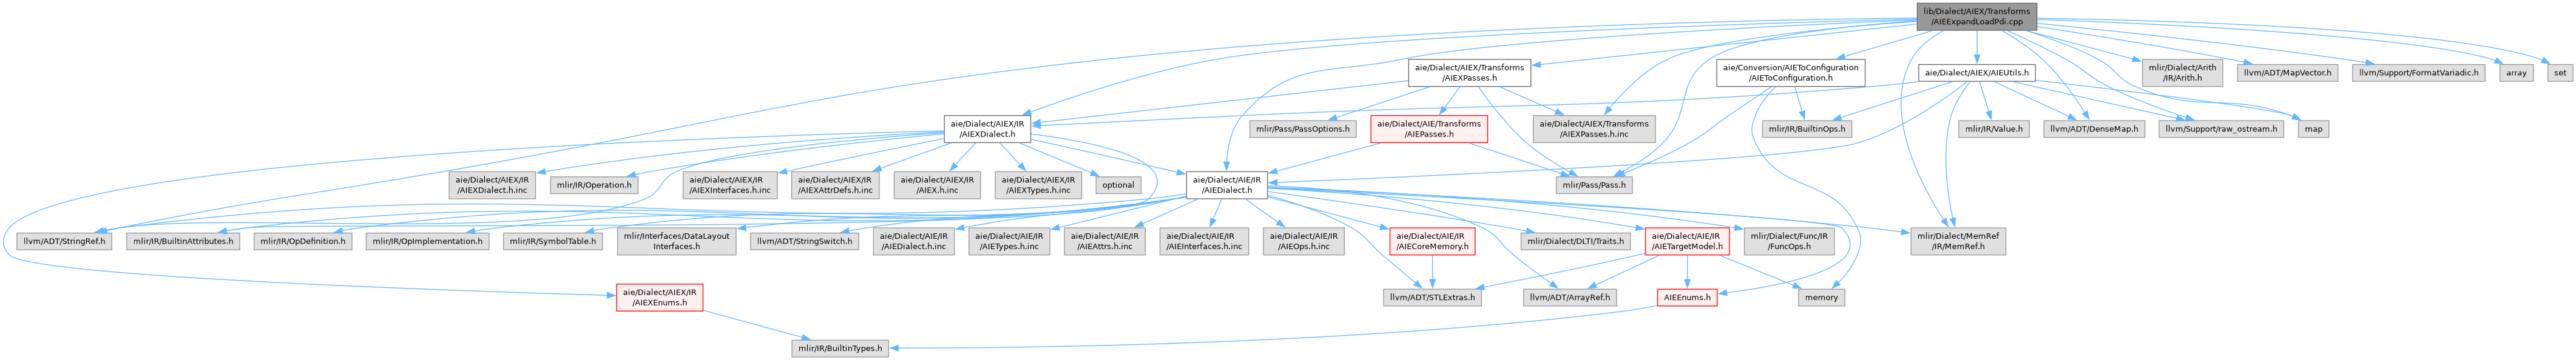 lib/Dialect/AIEX/Transforms
/AIEExpandLoadPdi.cpp
aie/Dialect/AIEX/Transforms
/AIEXPasses.h
aie/Conversion/AIEToConfiguration
/AIEToConfiguration.h
aie/Dialect/AIEX/AIEUtils.h
mlir/Dialect/Arith
/IR/Arith.h
llvm/ADT/MapVector.h
llvm/Support/FormatVariadic.h
array
set
aie/Dialect/AIEX/IR
/AIEXDialect.h
mlir/Pass/PassOptions.h
aie/Dialect/AIE/Transforms
/AIEPasses.h
aie/Dialect/AIEX/Transforms
/AIEXPasses.h.inc
mlir/IR/BuiltinOps.h
mlir/IR/Value.h
llvm/ADT/DenseMap.h
llvm/Support/raw_ostream.h
map
aie/Dialect/AIEX/IR
/AIEXDialect.h.inc
mlir/IR/Operation.h
aie/Dialect/AIEX/IR
/AIEXInterfaces.h.inc
aie/Dialect/AIEX/IR
/AIEXAttrDefs.h.inc
aie/Dialect/AIEX/IR
/AIEX.h.inc
aie/Dialect/AIEX/IR
/AIEXTypes.h.inc
optional
aie/Dialect/AIE/IR
/AIEDialect.h
mlir/Pass/Pass.h
llvm/ADT/StringRef.h
mlir/IR/BuiltinAttributes.h
mlir/IR/OpDefinition.h
mlir/IR/OpImplementation.h
mlir/IR/SymbolTable.h
mlir/Interfaces/DataLayout
Interfaces.h
llvm/ADT/StringSwitch.h
aie/Dialect/AIE/IR
/AIEDialect.h.inc
aie/Dialect/AIE/IR
/AIETypes.h.inc
aie/Dialect/AIE/IR
/AIEAttrs.h.inc
aie/Dialect/AIE/IR
/AIEInterfaces.h.inc
aie/Dialect/AIE/IR
/AIEOps.h.inc
aie/Dialect/AIE/IR
/AIECoreMemory.h
mlir/Dialect/DLTI/Traits.h
aie/Dialect/AIE/IR
/AIETargetModel.h
mlir/Dialect/Func/IR
/FuncOps.h
mlir/Dialect/MemRef
/IR/MemRef.h
aie/Dialect/AIEX/IR
/AIEXEnums.h
llvm/ADT/STLExtras.h
llvm/ADT/ArrayRef.h
AIEEnums.h
memory
mlir/IR/BuiltinTypes.h